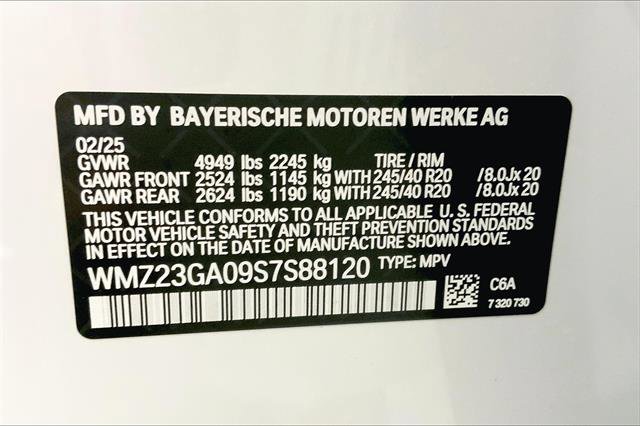 MFD BY BAYERISCHE MOTOREN WERKE AG
02/25
GVWR 4949 lbs 2245 kg TIRE / RIM
GAWR FRONT 2524 lbs 1145 kg WITH 245/40 R20 /8.0Jx20
GAWR REAR 2624 lbs 1190 kg WITH 245/40 R20 /8.0Jx20
THIS VEHICLE CONFORMS TO ALL APPLICABLE U. S. FEDERAL
MOTOR VEHICLE SAFETY AND THEFT PREVENTION STANDARDS
IN EFFECT ON THE DATE OF MANUFACTURE SHOWN ABOVE.
WMZ23GA09S7S88120 TYPE: MPV
C6A
7 320 730